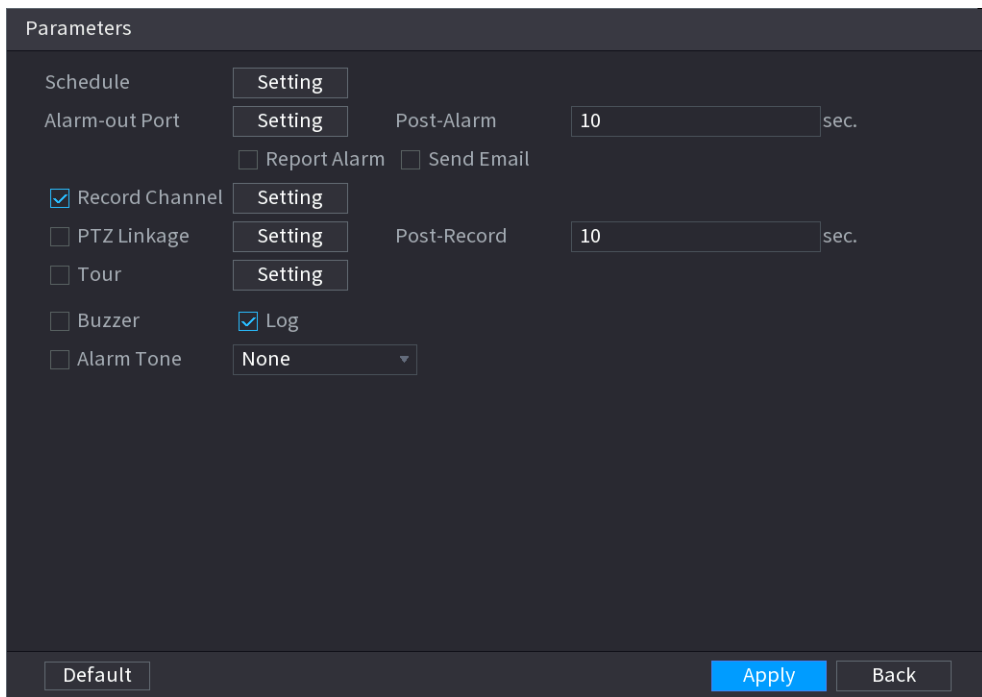 Parameters
Schedule Setting
Alarm-out Port Setting Post-Alarm 10 sec.
Report Alarm Send Email
Record Channel Setting
PTZ Linkage Setting Post-Record 10 sec.
Tour Setting
Buzzer Log
Alarm Tone None
Default Apply Back